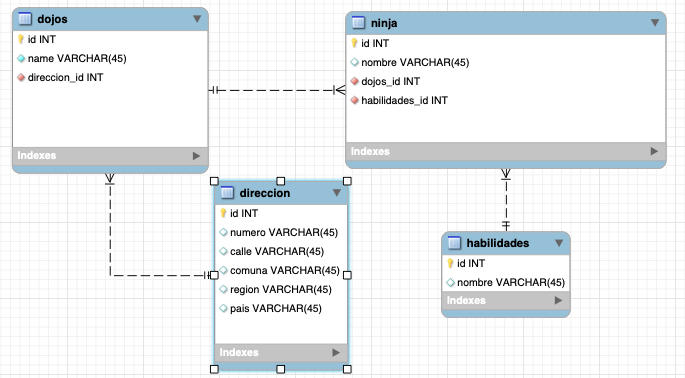 dojos
id INT
name VARCHAR(45)
direccion_id INT
Indexes
ninja
id INT
nombre VARCHAR(45)
dojos_id INT
habilidades_id INT
Indexes
direccion
id INT
numero VARCHAR(45)
calle VARCHAR(45)
comuna VARCHAR(45)
region VARCHAR(45)
pais VARCHAR(45)
Indexes
habilidades
id INT
nombre VARCHAR(45)
Indexes